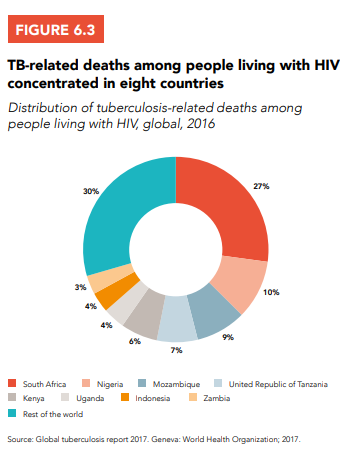 FIGURE 6.3
TB-related deaths among people living with HIV
concentrated in eight countries
Distribution of tuberculosis-related deaths among
people living with HIV, global, 2016
30%
27%
10%
9%
7%
6%
4%
4%
3%
South Africa Nigeria Mozambique United Republic of Tanzania
Kenya Uganda Indonesia Zambia
Rest of the world
Source: Global tuberculosis report 2017. Geneva: World Health Organization; 2017.